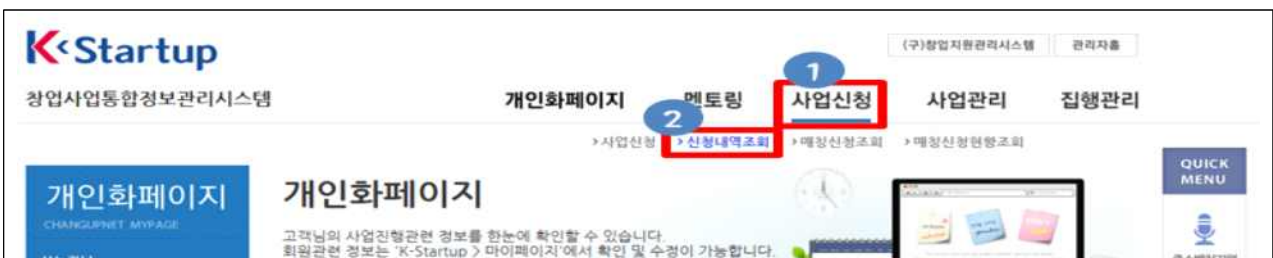 K Startup
(구)창업지원관리시스템 관리자홈
창업사업통합정보관리시스템
개인화페이지 멘토링 사업신청 사업관리 집행관리
1
2
>사업신청 >신청내역조회 >매칭신청조회 >매칭신청현황조회
QUICK
MENU
개인화페이지
CHANGUPNET MYPAGE
개인화페이지
고객님의 사업진행관련 정보를 한눈에 확인할 수 있습니다.
회원관련 정보는 'K-Startup > 마이페이지'에서 확인 및 수정이 가능합니다.